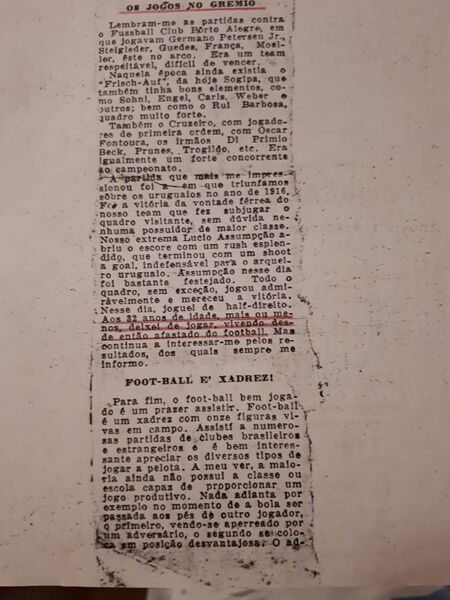 OS JOGOS NO GREMIO
Lembram-me as partidas contra
o Fussball Club Pôrto Alegre, em
que jogavam Germano Petersen Jr.,
Steigleder, Guedes, França, Moel-
ler, êste no arco. Era um team
respeitável, difícil de vencer.
Naquela época ainda existia o
"Frisch-Auf", da hoje Sogipa, que
também tinha bons elementos, co-
mo Sohni, Engel, Carls, Weber e
outros; bem como o Rui Barbosa,
quadro muito forte.
Também o Cruzeiro, com jogado-
res de primeira ordem, com Oscar
Fontoura, os irmãos Di Primio
Beck, Prunes, Trogildo, etc. Era
igualmente um forte concorrente
ao campeonato.
A partida que mais me impres-
sionou foi a em que triunfamos
sôbre os uruguaios no ano de 1916.
Foi a vitória da vontade férrea do
nosso team que fez subjugar o
quadro visitante, sem dúvida ne-
nhuma possuidor de maior classe.
Nosso extrema Lucio Assumpção a-
briu o escore com um rush esplen-
dido, que terminou com um shoot
a goal, indefensável para o arquei-
ro uruguaio. Assumpção nesse dia
foi bastante festejado. Todo o
quadro, sem exceção, jogou admi-
ràvelmente e mereceu a vitória.
Nesse dia, joguei de half-direito.
Aos 32 anos de idade, mais ou me-
nos, deixei de jogar, vivendo des-
de então afastado do football. Mas
continua a interessar-me pelos re-
sultados, dos quais sempre me
informo.
FOOT-BALL E' XADREZ!
Para fim, o foot-ball bem joga-
do é um prazer assistir. Foot-ball
é um xadrez com onze figuras vi-
vas em campo. Assistí a numero-
sas partidas de clubes brasileiros
e estrangeiros e é bem interes-
sante apreciar os diversos tipos de
jogar a pelota. A meu ver, a maio-
ria ainda não possui a classe ou
escola capaz de proporcionar um
jogo produtivo. Nada adianta por
exemplo no momento de a bola ser
passada aos pés de outro jogador,
o primeiro, vendo-se aperreado por
um adversário, o segundo se colo-
ca em posição desvantajosa. O ad-